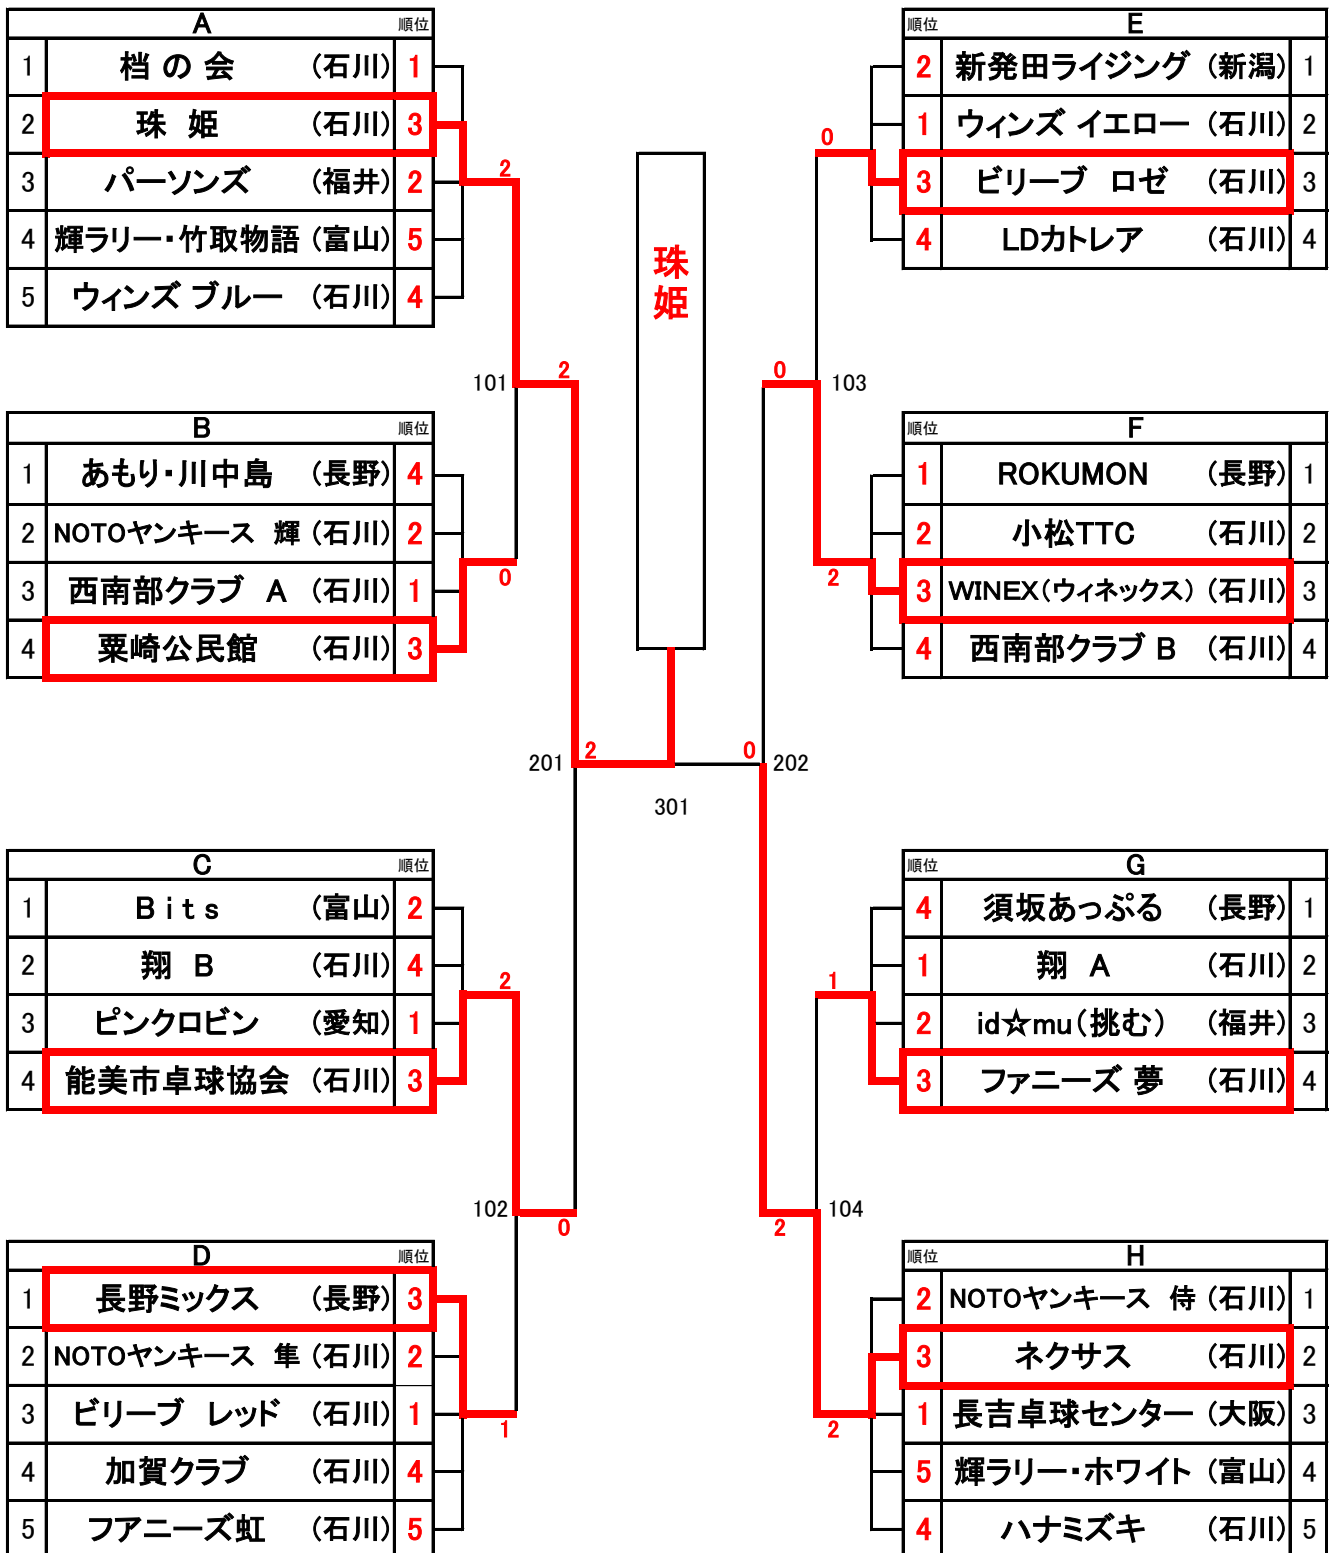 A 順位
1 档 の 会 (石川) 1
2 珠 姫 (石川) 3
3 パーソンズ (福井) 2
4 輝ラリー・竹取物語 (富山) 5
5 ウィンズ ブルー (石川) 4
2
101
2
B 順位
1 あもり・川中島 (長野) 4
2 NOTOヤンキース 輝 (石川) 2
3 西南部クラブ A (石川) 1
4 粟崎公民館 (石川) 3
0
201
2
C 順位
1 Bits (富山) 2
2 翔 B (石川) 4
3 ピンクロビン (愛知) 1
4 能美市卓球協会 (石川) 3
2
102
0
D 順位
1 長野ミックス (長野) 3
2 NOTOヤンキース 隼 (石川) 2
3 ビリーブ レッド (石川) 1
4 加賀クラブ (石川) 4
5 フアニーズ虹 (石川) 5
1
珠姫
301
順位 E
2 新発田ライジング (新潟) 1
1 ウィンズ イエロー (石川) 2
3 ビリーブ ロゼ (石川) 3
4 LDカトレア (石川) 4
0
0
103
順位 F
1 ROKUMON (長野) 1
2 小松TTC (石川) 2
3 WINEX(ウィネックス) (石川) 3
4 西南部クラブ B (石川) 4
2
0
202
順位 G
4 須坂あっぷる (長野) 1
1 翔 A (石川) 2
2 id☆mu(挑む) (福井) 3
3 ファニーズ 夢 (石川) 4
1
104
2
順位 H
2 NOTOヤンキース 侍 (石川) 1
3 ネクサス (石川) 2
1 長吉卓球センター (大阪) 3
5 輝ラリー・ホワイト (富山) 4
4 ハナミズキ (石川) 5
2